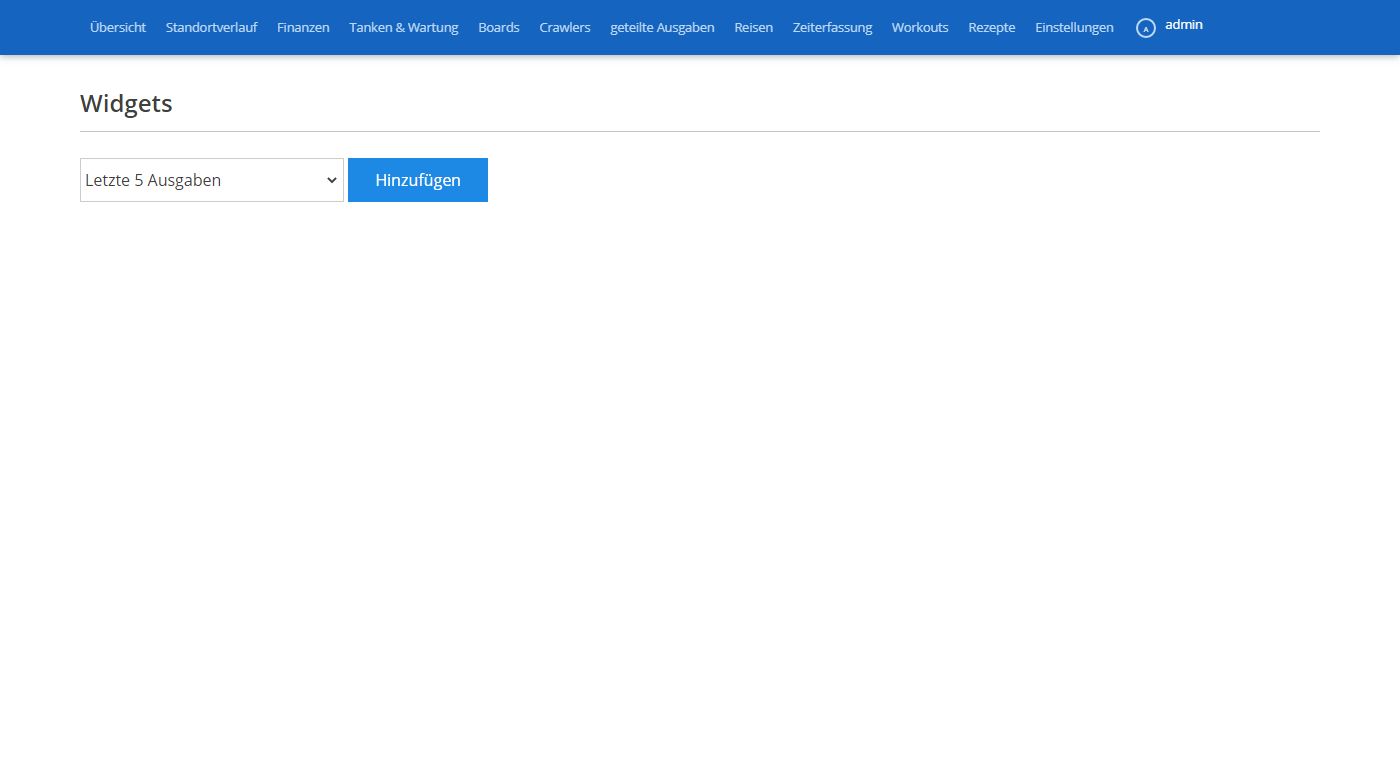 Übersicht Standortverlauf Finanzen Tanken & Wartung Boards Crawlers geteilte Ausgaben Reisen Zeiterfassung Workouts Rezepte Einstellungen A admin
Widgets
Letzte 5 Ausgaben Hinzufügen